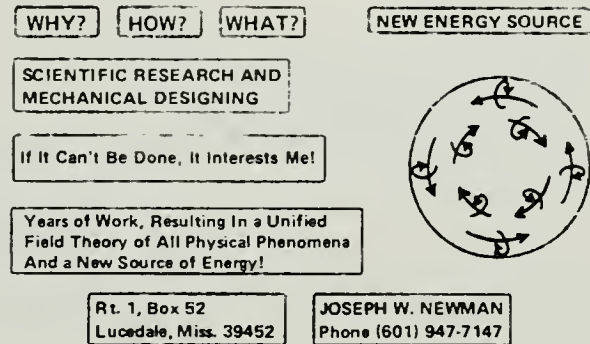 WHY? HOW? WHAT? NEW ENERGY SOURCE
SCIENTIFIC RESEARCH AND
MECHANICAL DESIGNING
If It Can't Be Done, It Interests Me!
Years of Work, Resulting In a Unified
Field Theory of All Physical Phenomena
And a New Source of Energy!
Rt. 1, Box 52
Lucedale, Miss. 39452
JOSEPH W. NEWMAN
Phone (601) 947-7147